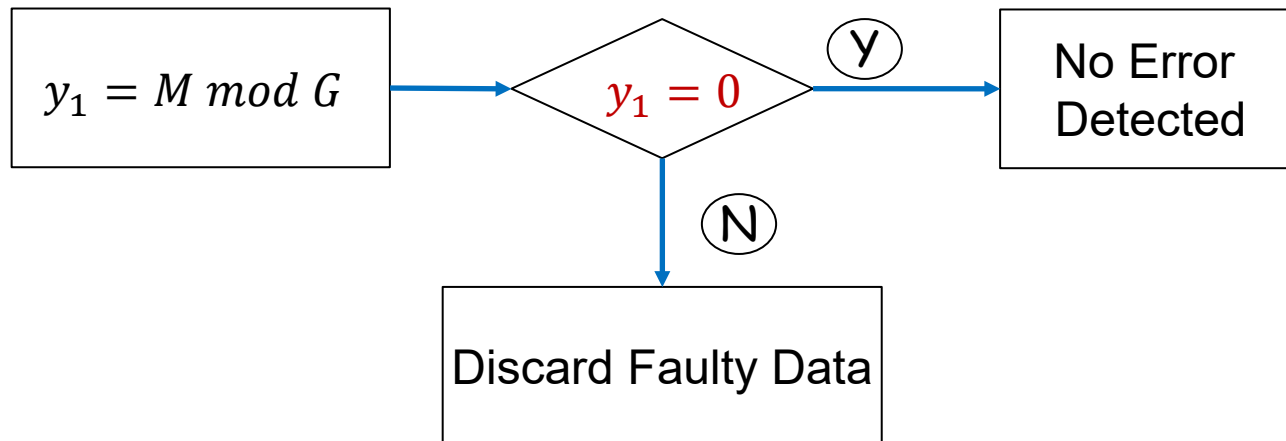 y₁ = M mod G
y₁ = 0
Y
No Error
Detected
N
Discard Faulty Data